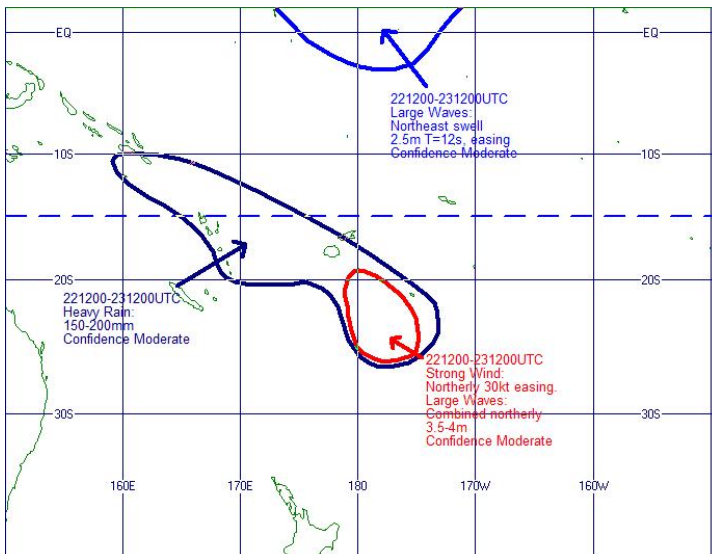 EQ
EQ
221200-231200UTC
Large Waves:
Northeast swell
2.5m T=12s, easing
Confidence Moderate
10S
10S
20S
20S
221200-231200UTC
Heavy Rain:
150-200mm
Confidence Moderate
221200-231200UTC
Strong Wind:
Northerly 30kt easing.
Large Waves:
Combined northerly
3.5-4m
Confidence Moderate
30S
30S
160E
170E
180
170W
160W